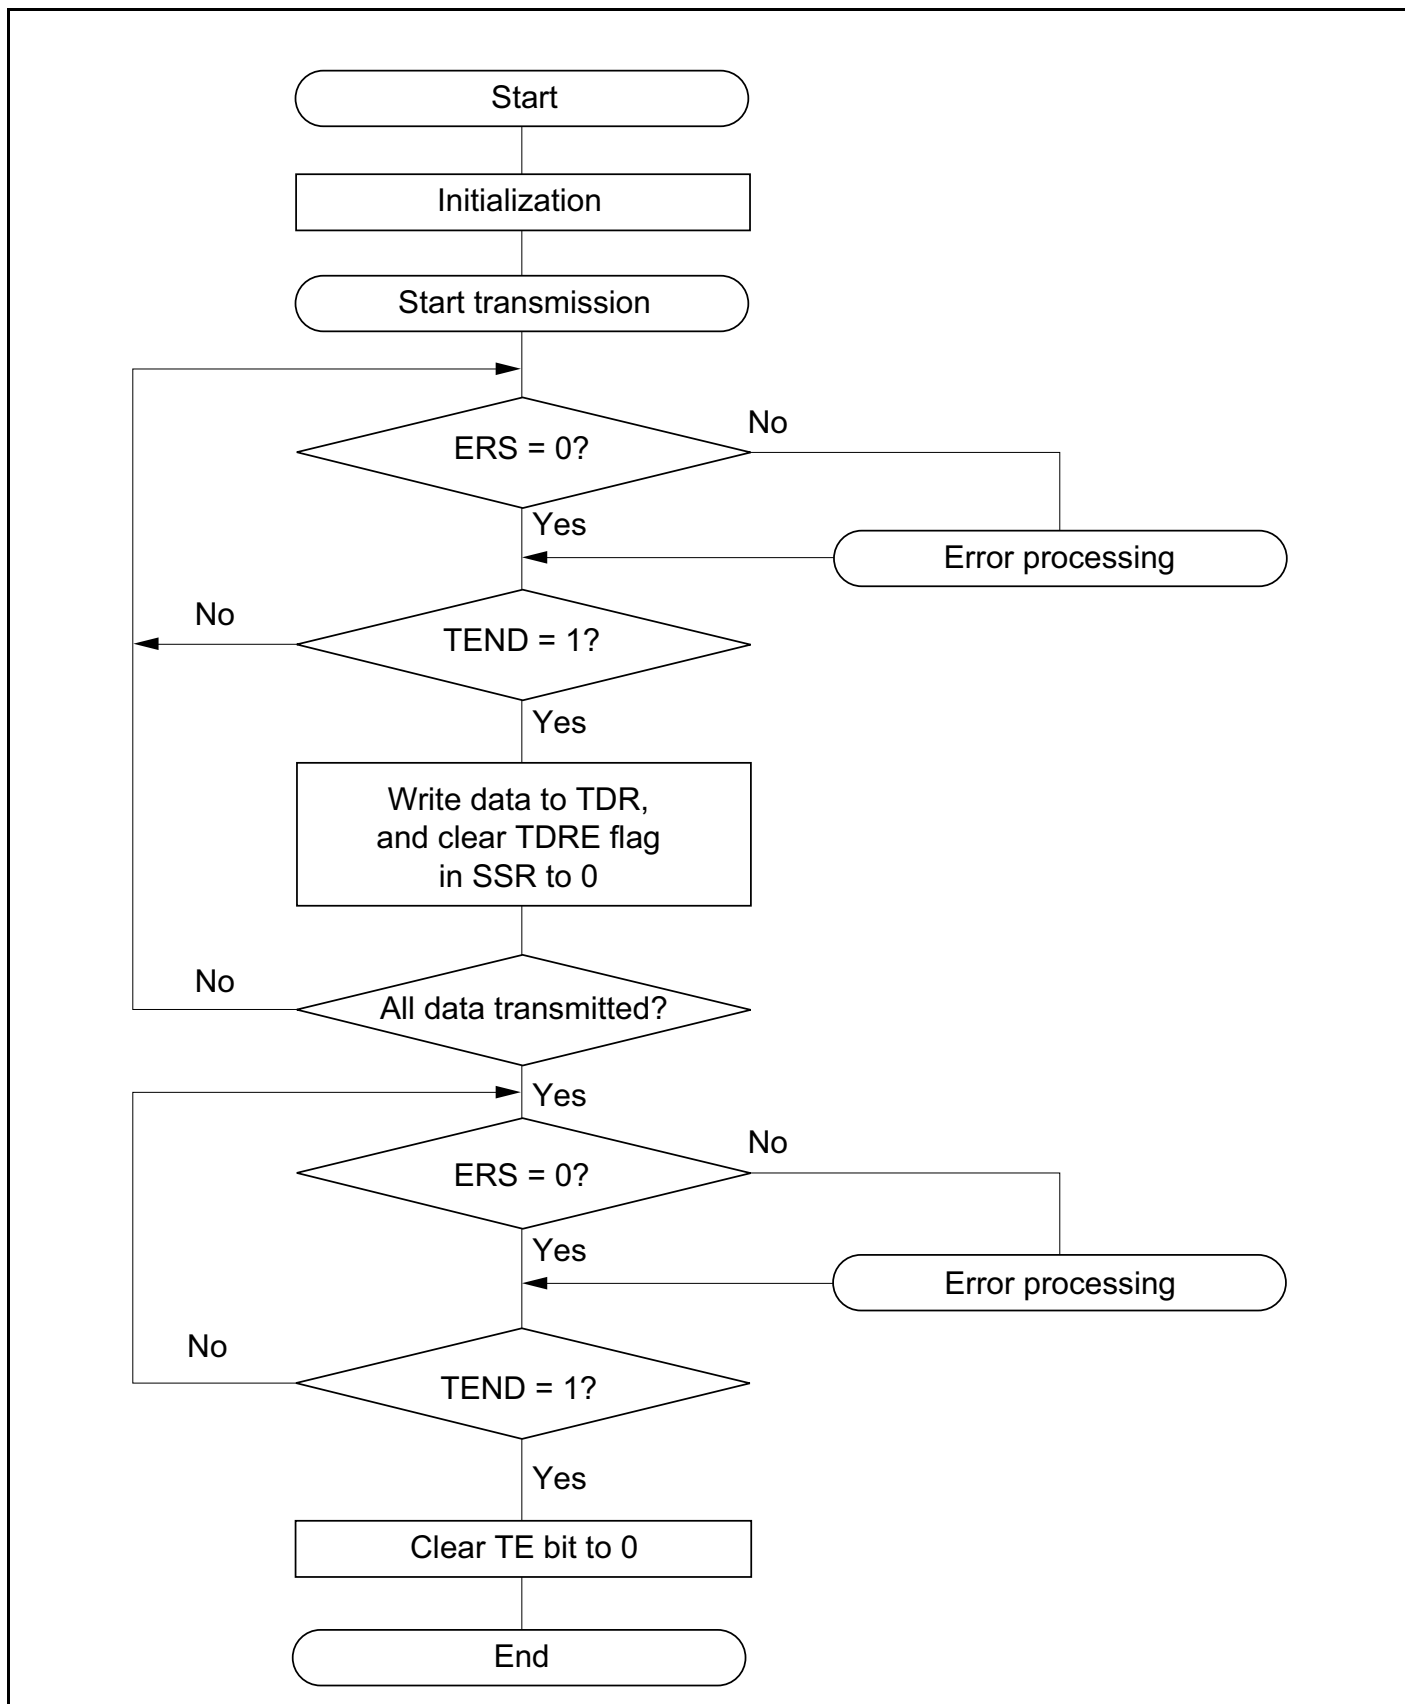 Start
Initialization
Start transmission
No
ERS = 0?
Yes
Error processing
No
TEND = 1?
Yes
Write data to TDR,
and clear TDRE flag
in SSR to 0
No
All data transmitted?
Yes
No
ERS = 0?
Yes
Error processing
No
TEND = 1?
Yes
Clear TE bit to 0
End